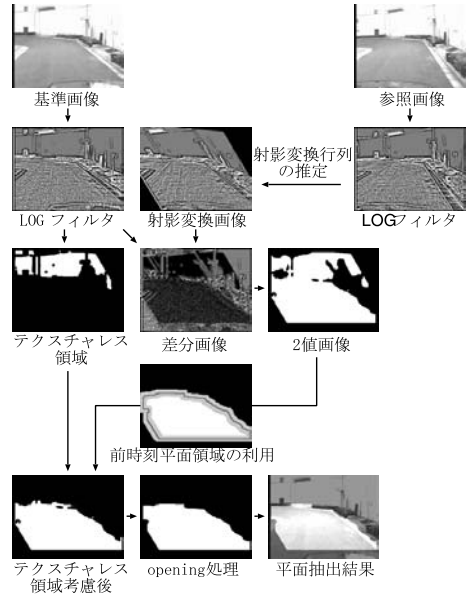 基準画像
参照画像
射影変換行列
の推定
LOG フィルタ
射影変換画像
LOGフィルタ
テクスチャレス
領域
差分画像
2値画像
前時刻平面領域の利用
テクスチャレス
領域考慮後
opening処理
平面抽出結果